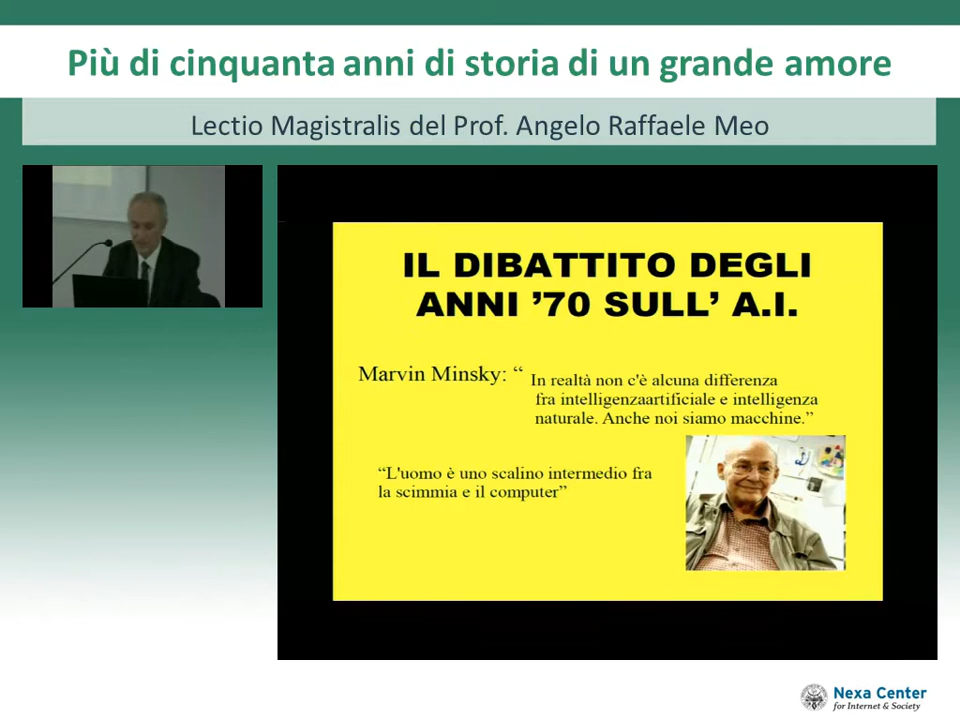 Più di cinquanta anni di storia di un grande amore
Lectio Magistralis del Prof. Angelo Raffaele Meo
IL DIBATTITO DEGLI
ANNI ’70 SULL’ A.I.
Marvin Minsky: “ In realtà non c'è alcuna differenza
fra intelligenzaartificiale e intelligenza
naturale. Anche noi siamo macchine.”
“L'uomo è uno scalino intermedio fra
la scimmia e il computer”
Nexa Center
for Internet & Society